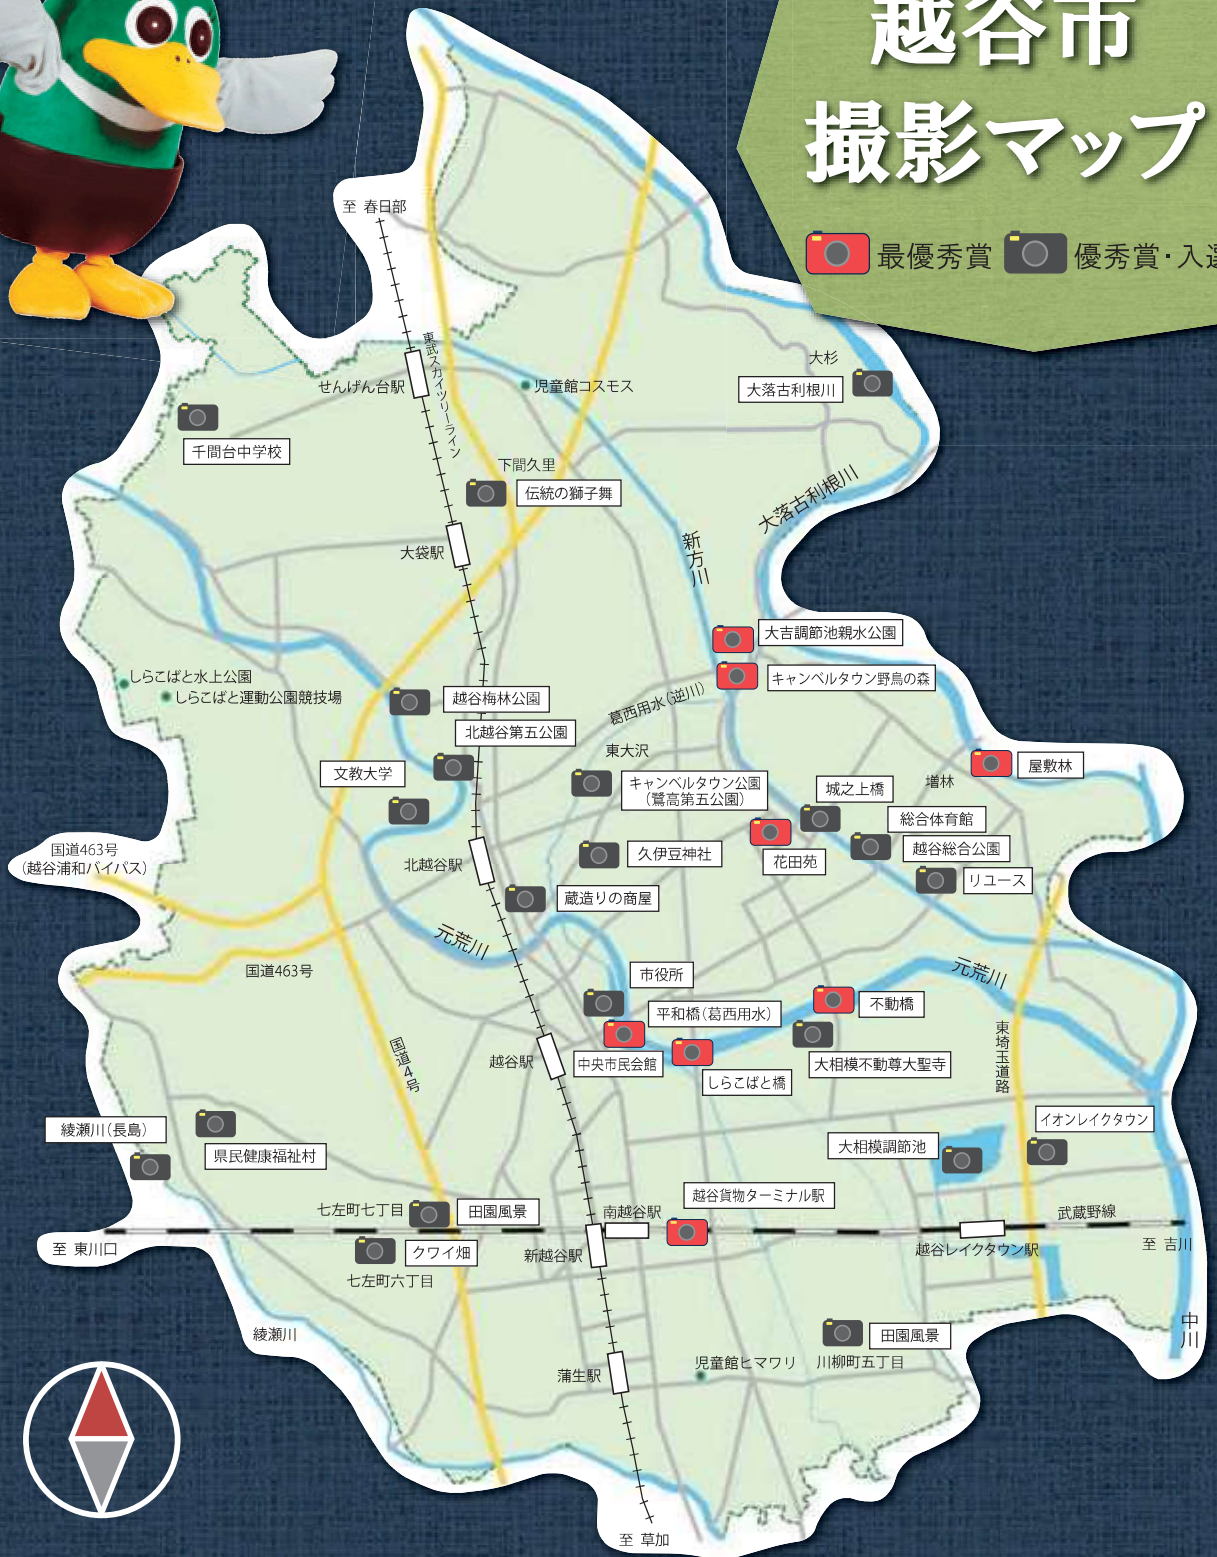 越谷市
撮影マップ
最優秀賞
優秀賞・入選
至 春日部
東武スカイツリーライン
せんげん台駅
児童館コスモス
大杉
大落古利根川
千間台中学校
下間久里
伝統の獅子舞
大落古利根川
新方川
大袋駅
大吉調節池親水公園
キャンベルタウン野鳥の森
しらこばと水上公園
しらこばと運動公園競技場
越谷梅林公園
葛西用水(逆川)
北越谷第五公園
東大沢
文教大学
キャンベルタウン公園
(鷺高第五公園)
屋敷林
増林
城之上橋
総合体育館
越谷総合公園
花田苑
久伊豆神社
国道463号
(越谷浦和バイパス)
北越谷駅
リユース
蔵造りの商屋
元荒川
元荒川
国道463号
市役所
平和橋(葛西用水)
不動橋
国道4号
越谷駅
中央市民会館
しらこばと橋
大相模不動尊大聖寺
東埼玉道路
綾瀬川(長島)
県民健康福祉村
イオンレイクタウン
大相模調節池
越谷貨物ターミナル駅
七左町七丁目
田園風景
南越谷駅
武蔵野線
至 東川口
クワイ畑
新越谷駅
越谷レイクタウン駅
至 吉川
七左町六丁目
綾瀬川
中川
田園風景
児童館ヒマワリ
川柳町五丁目
蒲生駅
至 草加